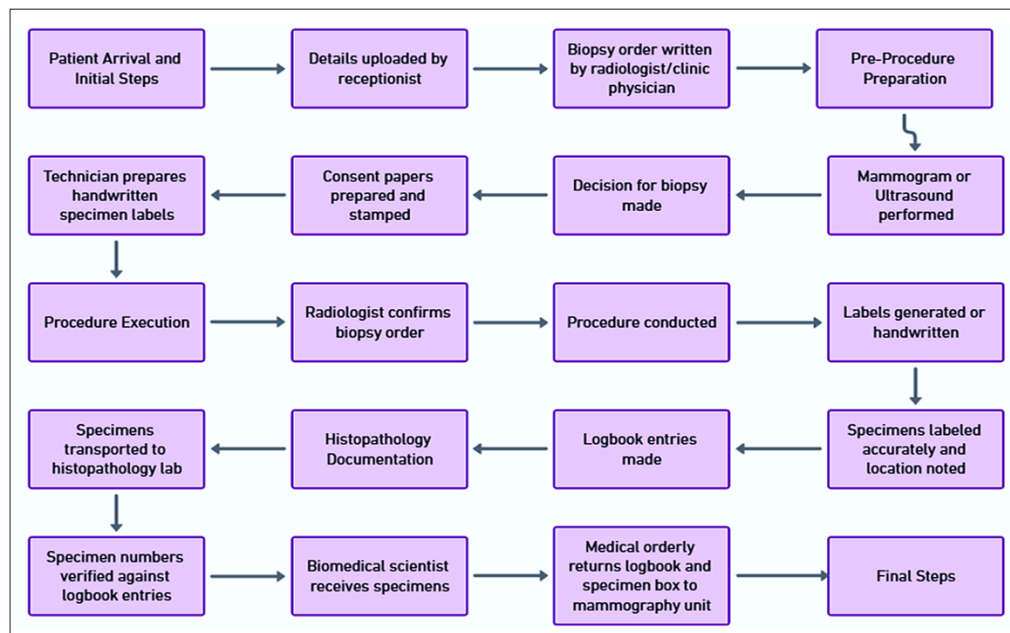 Patient Arrival and
Initial Steps
Details uploaded by
receptionist
Biopsy order written
by radiologist/clinic
physician
Pre-Procedure
Preparation
Mammogram or
Ultrasound
performed
Decision for biopsy
made
Consent papers
prepared and
stamped
Technician prepares
handwritten
specimen labels
Procedure Execution
Radiologist confirms
biopsy order
Procedure conducted
Labels generated or
handwritten
Specimens labeled
accurately and
location noted
Logbook entries
made
Histopathology
Documentation
Specimens
transported to
histopathology lab
Specimen numbers
verified against
logbook entries
Biomedical scientist
receives specimens
Medical orderly
returns logbook and
specimen box to
mammography unit
Final Steps